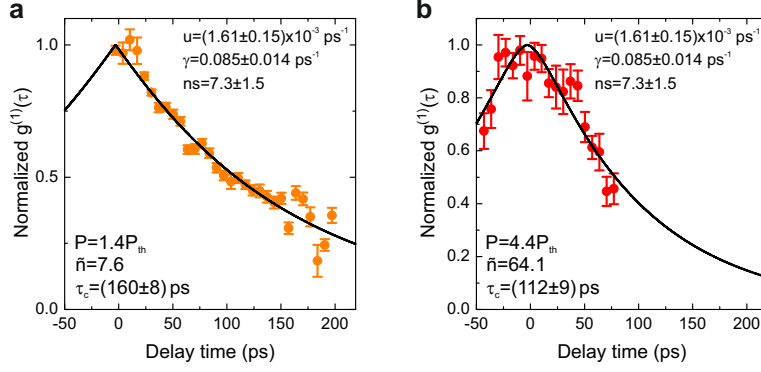 a
u=(1.61±0.15)x10⁻³ ps⁻¹
γ=0.085±0.014 ps⁻¹
ns=7.3±1.5
Normalized g⁽¹⁾(τ)
1.0
0.5
0.0
P=1.4Pth
ñ=7.6
τc=(160±8) ps
-50 0 50 100 150 200
Delay time (ps)
b
u=(1.61±0.15)x10⁻³ ps⁻¹
γ=0.085±0.014 ps⁻¹
ns=7.3±1.5
Normalized g⁽¹⁾(τ)
1.0
0.8
0.6
0.4
0.2
0.0
P=4.4Pth
ñ=64.1
τc=(112±9) ps
-50 0 50 100 150 200
Delay time (ps)